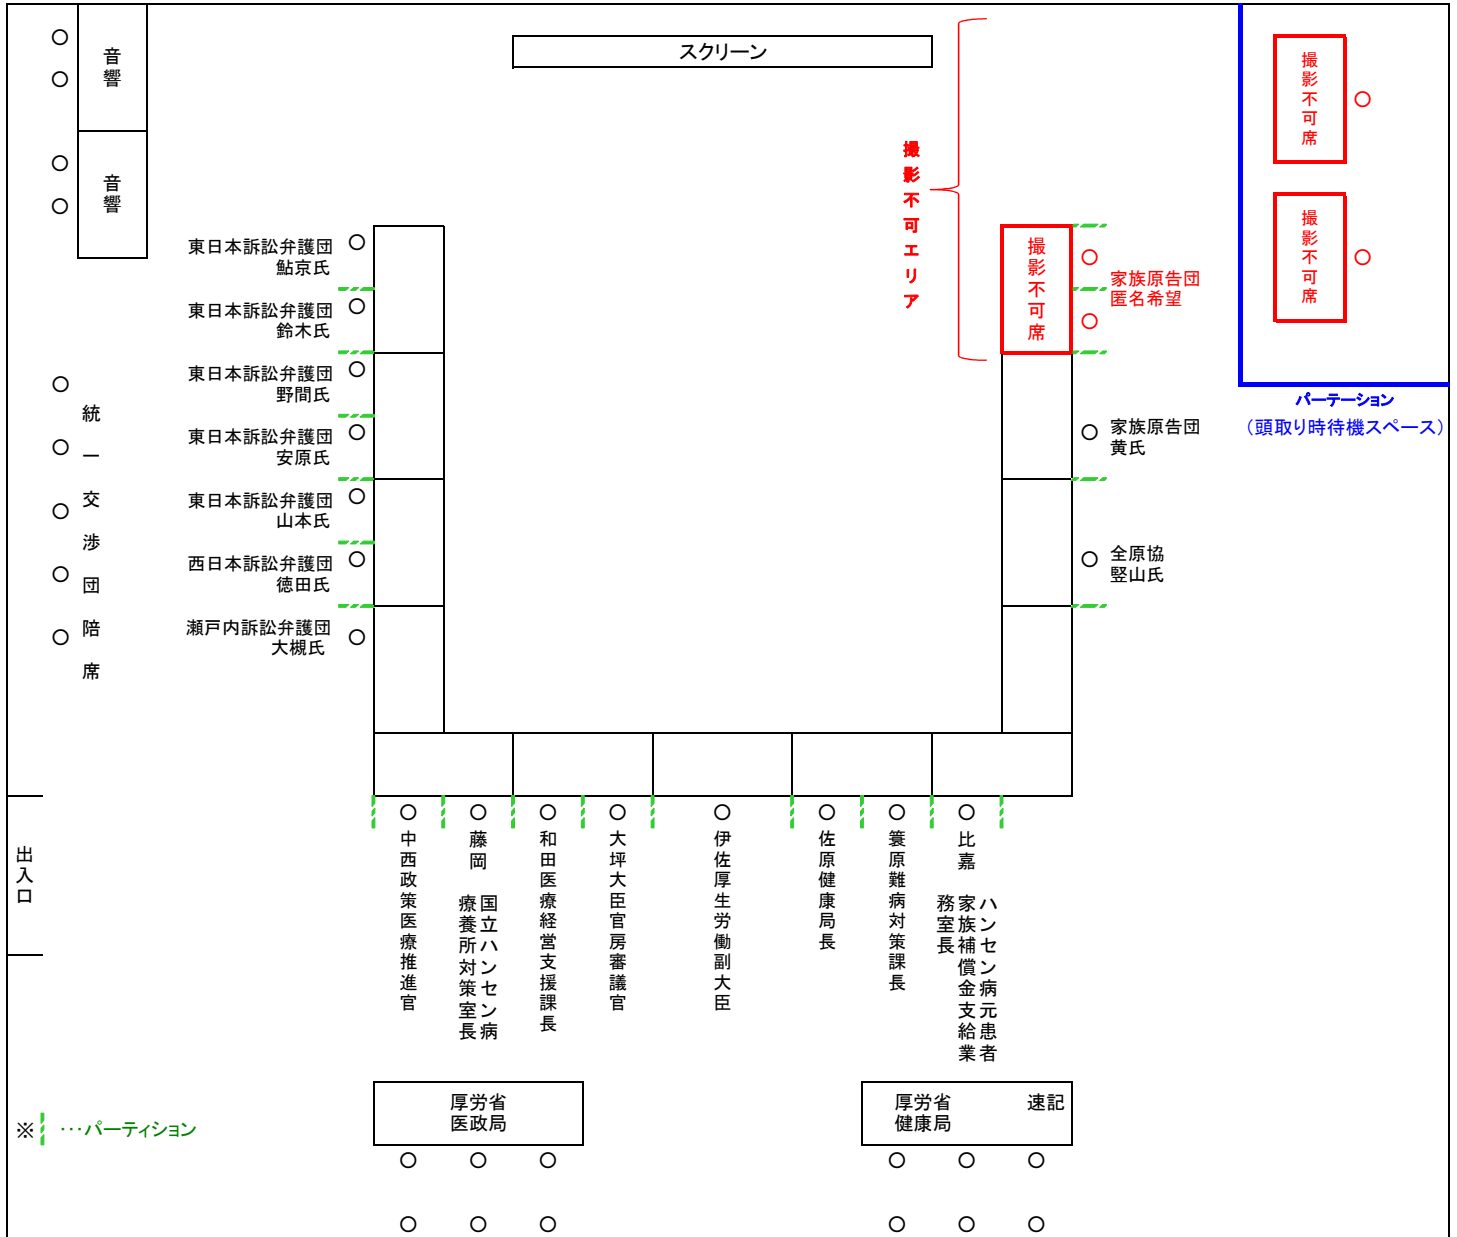 音響
音響
スクリーン
撮影不可エリア
撮影不可席
撮影不可席
撮影不可席
パーテーション
（頭取り時待機スペース）
東日本訴訟弁護団
鮎京氏
東日本訴訟弁護団
鈴木氏
東日本訴訟弁護団
野間氏
東日本訴訟弁護団
安原氏
東日本訴訟弁護団
山本氏
西日本訴訟弁護団
徳田氏
瀬戸内訴訟弁護団
大槻氏
統一交渉団陪席
家族原告団
匿名希望
家族原告団
黄氏
全原協
竪山氏
出入口
中西政策医療推進官
藤岡 国立ハンセン病
療養所対策室長
和田医療経営支援課長
大坪大臣官房審議官
伊佐厚生労働副大臣
佐原健康局長
簑原難病対策課長
比嘉 ハンセン病元患者
家族補償金支給業
務室長
厚労省
医政局
厚労省 速記
健康局
※ ･･･パーティション